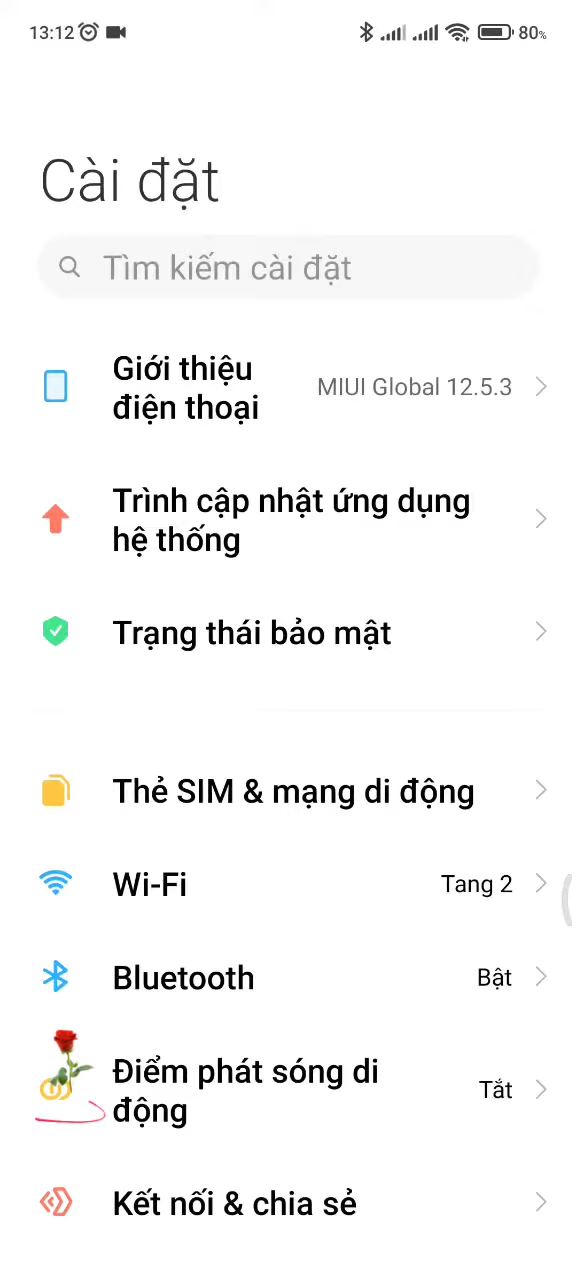 13:12 80%
Cài đặt
Tìm kiếm cài đặt
Giới thiệu
điện thoại
MIUI Global 12.5.3
Trình cập nhật ứng dụng
hệ thống
Trạng thái bảo mật
Thẻ SIM & mạng di động
Wi-Fi Tang 2
Bluetooth Bật
Điểm phát sóng di
động
Tắt
Kết nối & chia sẻ